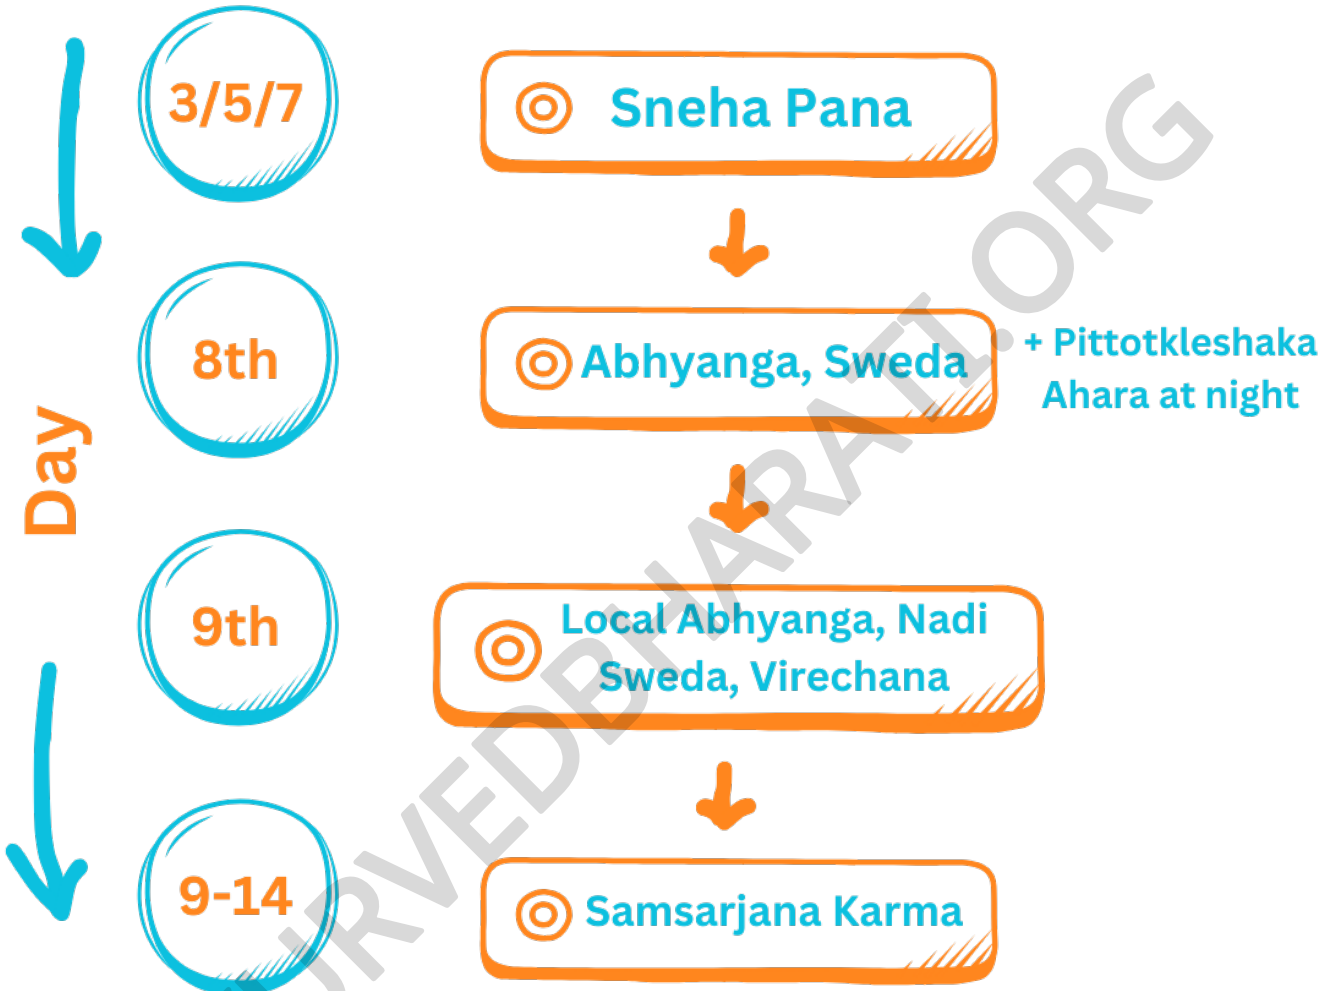 3/5/7
Sneha Pana
8th
Abhyanga, Sweda
+ Pittotkleshaka
Ahara at night
Day
9th
Local Abhyanga, Nadi
Sweda, Virechana
9-14
Samsarjana Karma
URVEDBHARATI.ORG